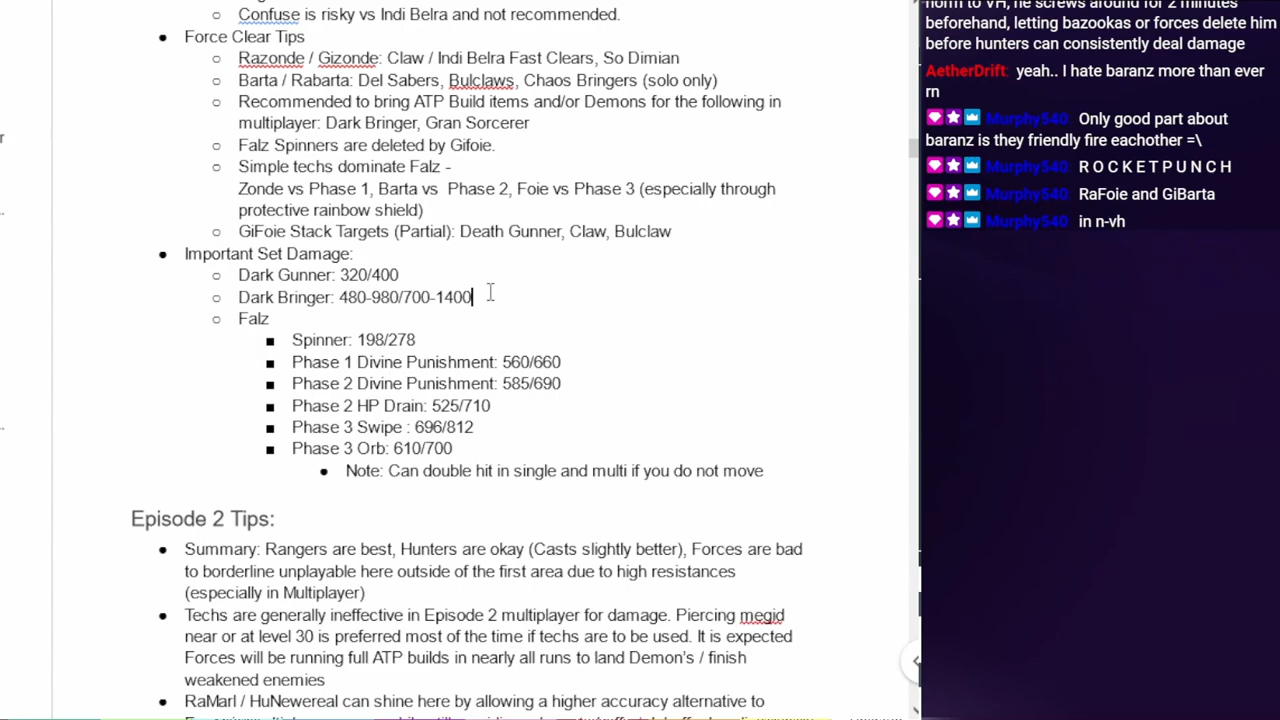 Confuse is risky vs Indi Belra and not recommended.
Force Clear Tips
Razonde / Gizonde: Claw / Indi Belra Fast Clears, So Dimian
Barta / Rabarta: Del Sabers, Bulclaws, Chaos Bringers (solo only)
Recommended to bring ATP Build items and/or Demons for the following in
multiplayer: Dark Bringer, Gran Sorcerer
Falz Spinners are deleted by Gifoie.
Simple techs dominate Falz -
Zonde vs Phase 1, Barta vs Phase 2, Foie vs Phase 3 (especially through
protective rainbow shield)
GiFoie Stack Targets (Partial): Death Gunner, Claw, Bulclaw
Important Set Damage:
Dark Gunner: 320/400
Dark Bringer: 480-980/700-1400
Falz
Spinner: 198/278
Phase 1 Divine Punishment: 560/660
Phase 2 Divine Punishment: 585/690
Phase 2 HP Drain: 525/710
Phase 3 Swipe : 696/812
Phase 3 Orb: 610/700
Note: Can double hit in single and multi if you do not move
Episode 2 Tips:
Summary: Rangers are best, Hunters are okay (Casts slightly better), Forces are bad
to borderline unplayable here outside of the first area due to high resistances
(especially in Multiplayer)
Techs are generally ineffective in Episode 2 multiplayer for damage. Piercing megid
near or at level 30 is preferred most of the time if techs are to be used. It is expected
Forces will be running full ATP builds in nearly all runs to land Demon's / finish
weakened enemies
RaMarl / HuNewereal can shine here by allowing a higher accuracy alternative to
norm to VH, he screws around for 2 minutes
beforehand, letting bazookas or forces delete him
before hunters can consistently deal damage
AetherDrift: yeah.. I hate baranz more than ever
rn
Murphy540: Only good part about
baranz is they friendly fire eachother =\
Murphy540: R O C K E T P U N C H
Murphy540: RaFoie and GiBarta
Murphy540: in n-vh